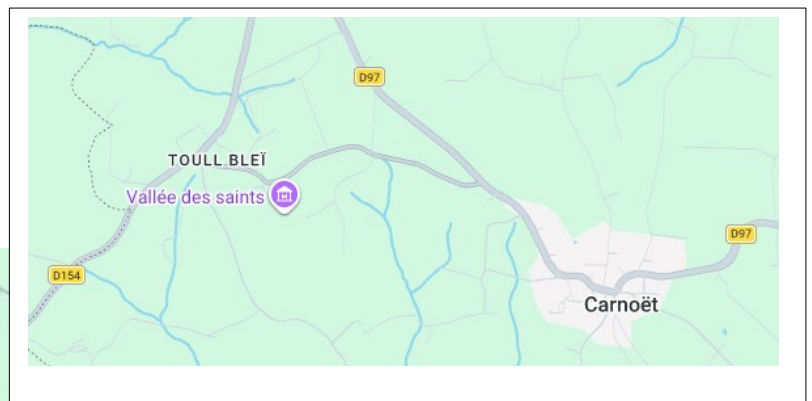 D97
TOULL BLEÏ
Vallée des saints
D97
D154
Carnoët